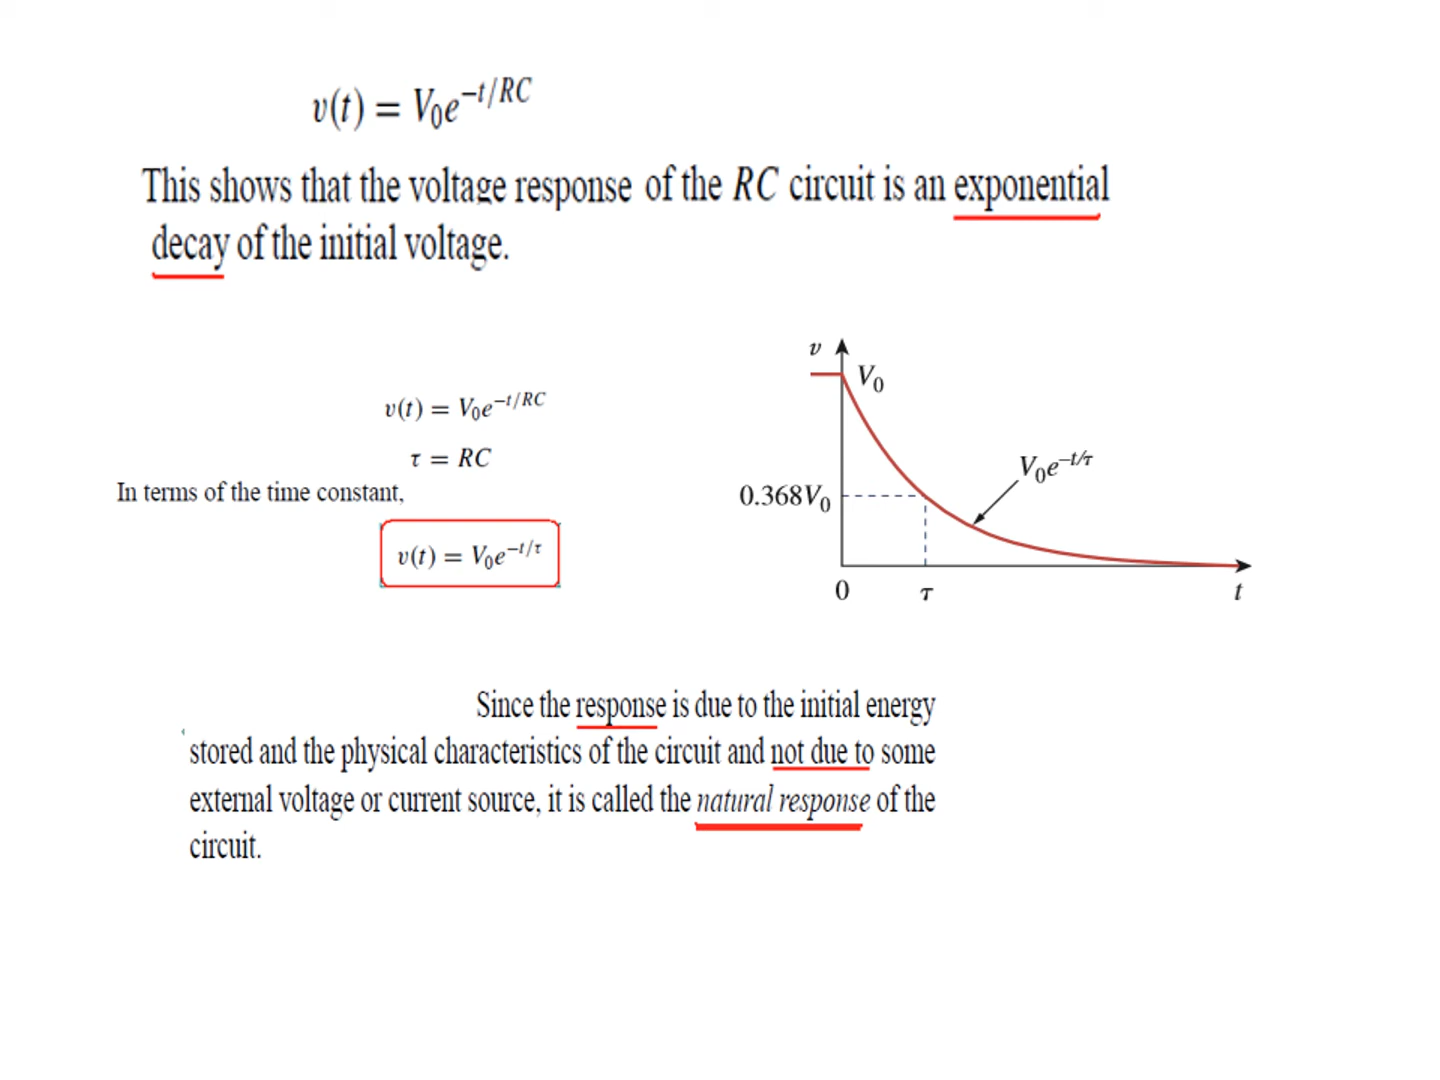 v(t) = V₀e^{−t/RC}
This shows that the voltage response of the RC circuit is an exponential
decay of the initial voltage.
v(t) = V₀e^{−t/RC}
τ = RC
In terms of the time constant,
v(t) = V₀e^{−t/τ}
v
V₀
V₀e^{−t/τ}
0.368V₀
0
τ
t
Since the response is due to the initial energy
stored and the physical characteristics of the circuit and not due to some
external voltage or current source, it is called the natural response of the
circuit.